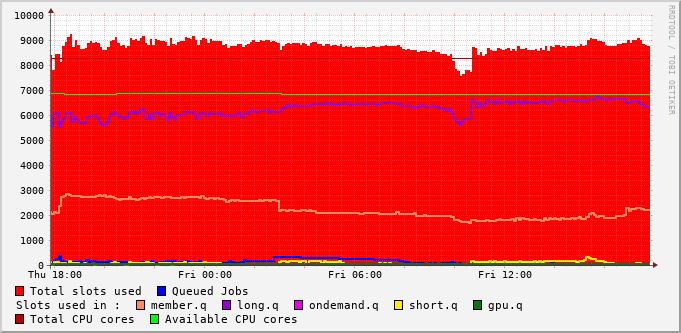 10000
9000
8000
7000
6000
5000
4000
3000
2000
1000
0
Thu 18:00 Fri 00:00 Fri 06:00 Fri 12:00
Total slots used Queued Jobs
Slots used in : member.q long.q ondemand.q short.q gpu.q
Total CPU cores Available CPU cores
RRDTOOL / TOBI OETIKER